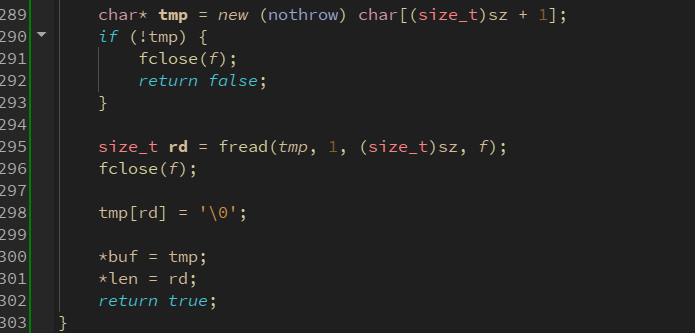 289 char* tmp = new (nothrow) char[(size_t)sz + 1];
290 if (!tmp) {
291 fclose(f);
292 return false;
293 }
294
295 size_t rd = fread(tmp, 1, (size_t)sz, f);
296 fclose(f);
297
298 tmp[rd] = '\0';
299
300 *buf = tmp;
301 *len = rd;
302 return true;
303 }